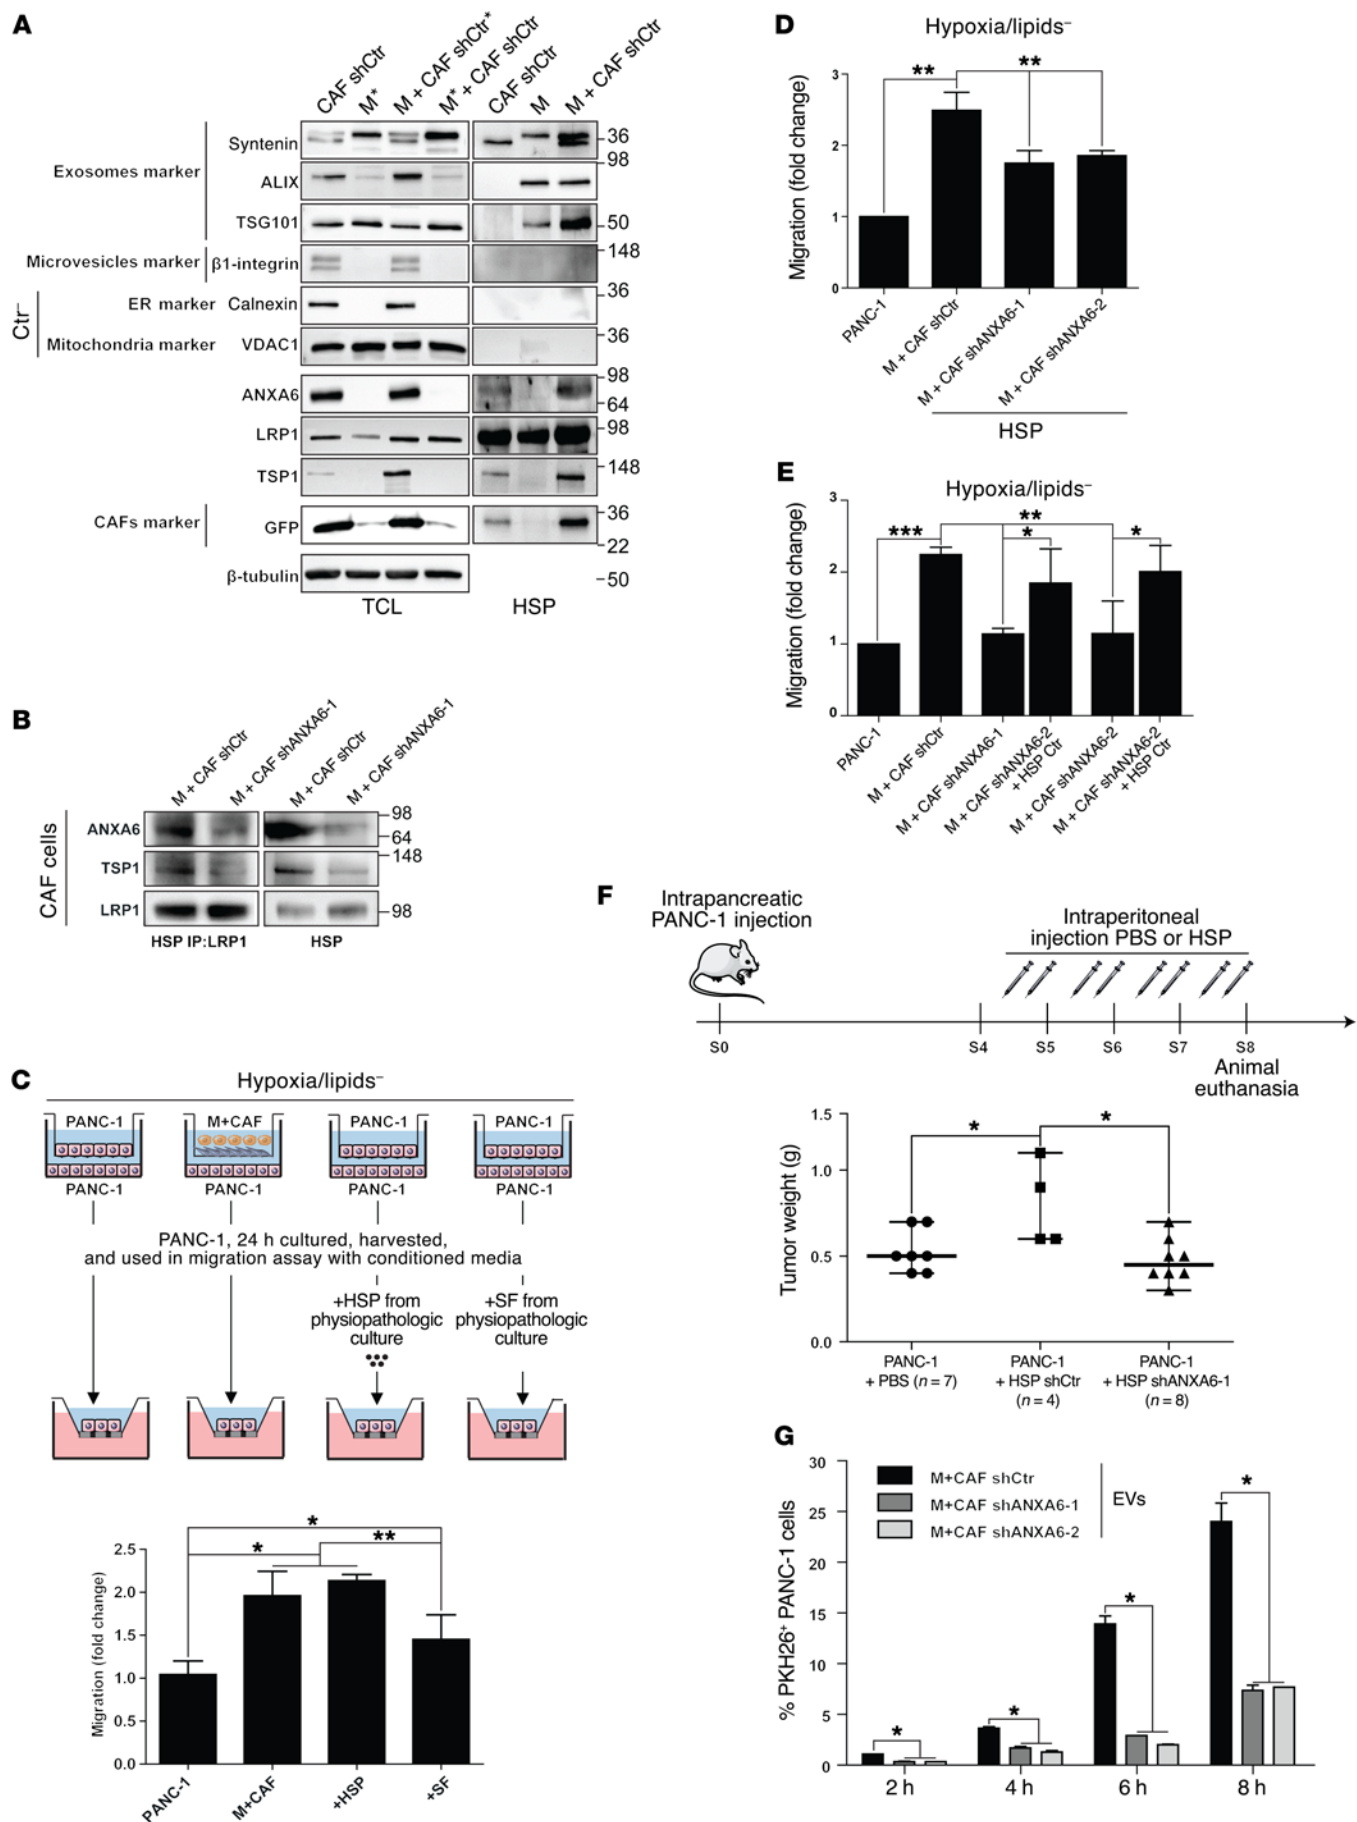 A
CAF shCtr
M*
M + CAF shCtr*
M* + CAF shCtr
CAF shCtr
M
M + CAF shCtr
Exosomes marker
Syntenin
36
98
ALIX
TSG101
50
Microvesicles marker
β1-integrin
148
Ctr⁻
ER marker
Calnexin
36
Mitochondria marker
VDAC1
36
ANXA6
98
64
LRP1
98
TSP1
148
CAFs marker
GFP
36
22
β-tubulin
50
TCL
HSP
B
M + CAF shCtr
M + CAF shANXA6-1
M + CAF shCtr
M + CAF shANXA6-1
CAF cells
ANXA6
98
64
TSP1
148
LRP1
98
HSP IP:LRP1
HSP
C
Hypoxia/lipids⁻
PANC-1
M+CAF
PANC-1
PANC-1
PANC-1
PANC-1
PANC-1
PANC-1
PANC-1, 24 h cultured, harvested,
and used in migration assay with conditioned media
+HSP from
physiopathologic
culture
+SF from
physiopathologic
culture
Migration (fold change)
2.5
2.0
1.5
1.0
0.5
0.0
*
*
**
PANC-1
M+CAF
+HSP
+SF
D
Hypoxia/lipids⁻
Migration (fold change)
3
2
1
0
**
**
PANC-1
M + CAF shCtr
M + CAF shANXA6-1
M + CAF shANXA6-2
HSP
E
Hypoxia/lipids⁻
Migration (fold change)
3
2
1
0
***
**
*
*
PANC-1
M + CAF shCtr
M + CAF shANXA6-1
M + CAF shANXA6-2
+ HSP Ctr
M + CAF shANXA6-2
M + CAF shANXA6-2
+ HSP Ctr
F
Intrapancreatic
PANC-1 injection
Intraperitoneal
injection PBS or HSP
S0
S4
S5
S6
S7
S8
Animal
euthanasia
Tumor weight (g)
1.5
1.0
0.5
0.0
*
*
PANC-1
+ PBS (n = 7)
PANC-1
+ HSP shCtr
(n = 4)
PANC-1
+ HSP shANXA6-1
(n = 8)
G
% PKH26⁺ PANC-1 cells
30
25
20
15
10
5
0
M+CAF shCtr
M+CAF shANXA6-1
M+CAF shANXA6-2
EVs
*
*
*
*
2 h
4 h
6 h
8 h